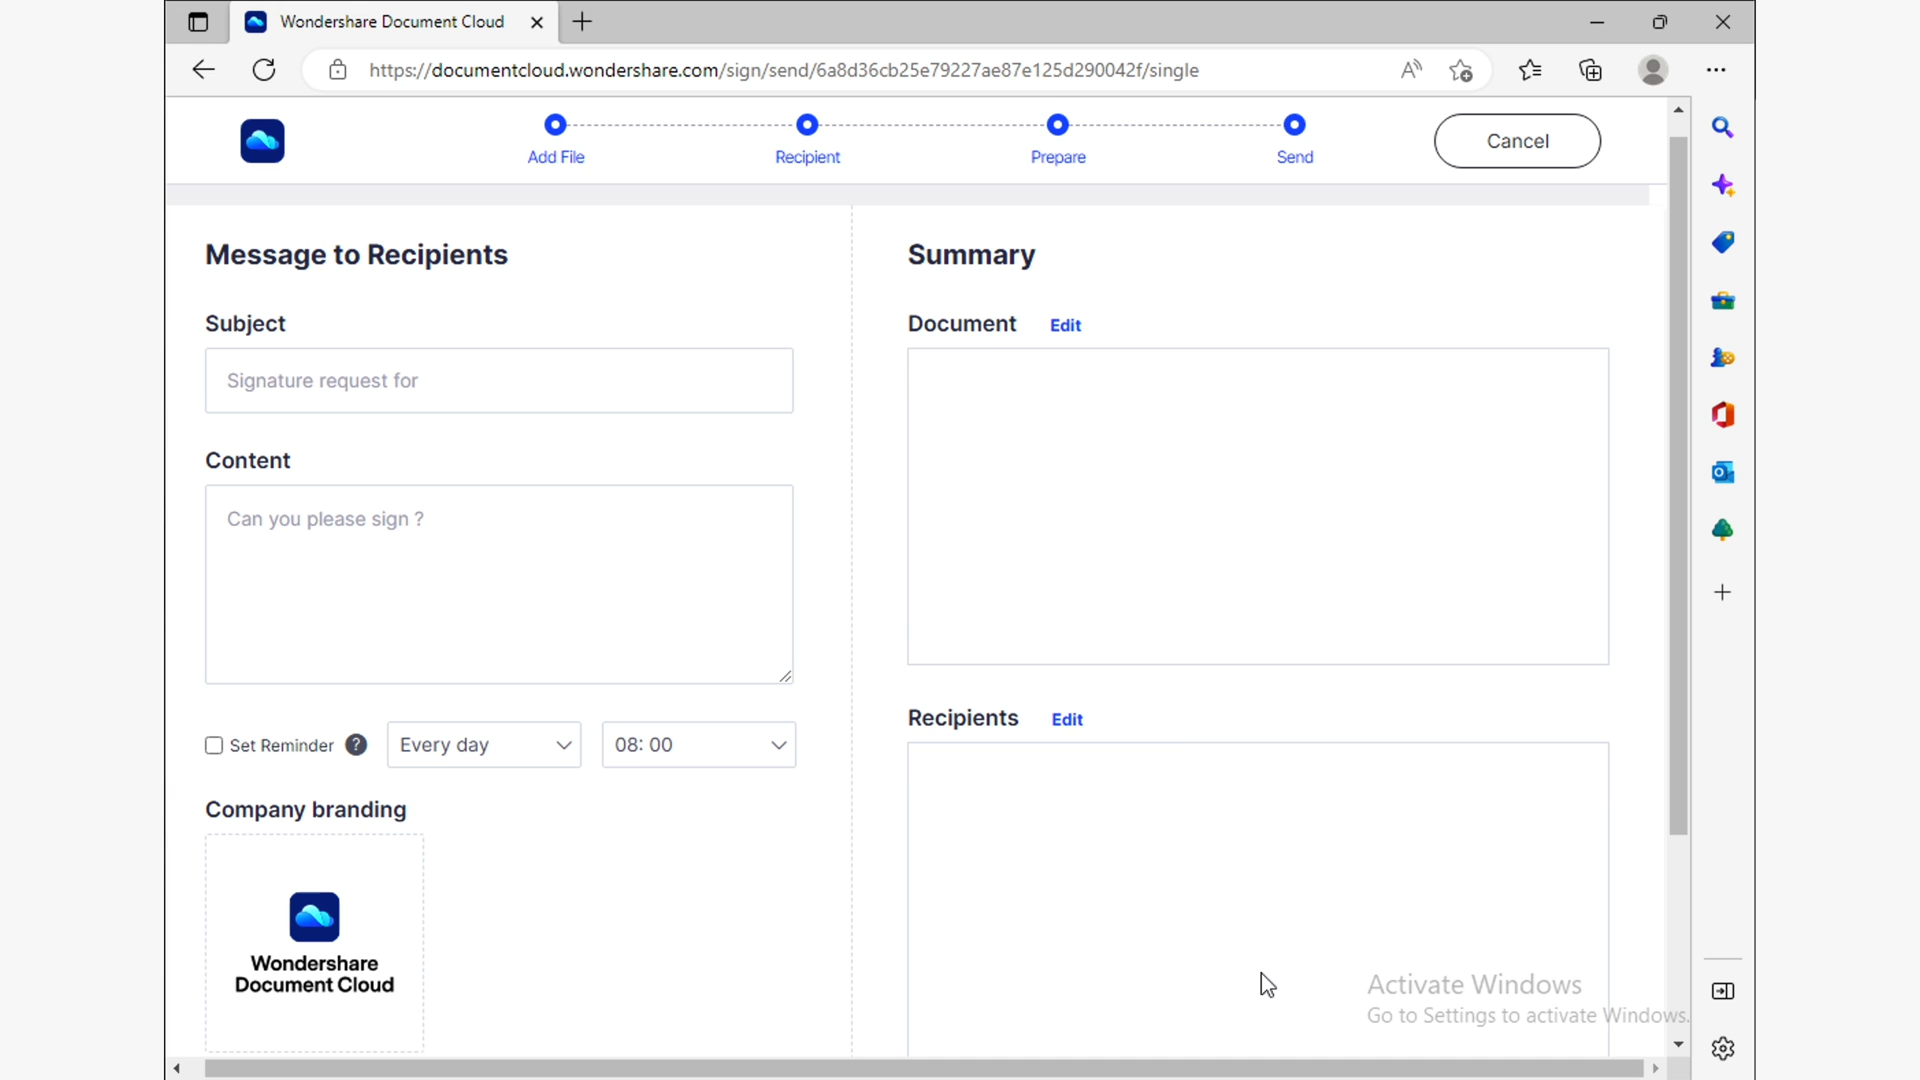 Wondershare Document Cloud
https://documentcloud.wondershare.com/sign/send/6a8d36cb25e79227ae87e125d290042f/single
Add File
Recipient
Prepare
Send
Cancel
Message to Recipients
Subject
Signature request for
Content
Can you please sign ?
Set Reminder ?
Every day
08: 00
Company branding
Wondershare
Document Cloud
Summary
Document Edit
Recipients Edit
Activate Windows
Go to Settings to activate Windows.